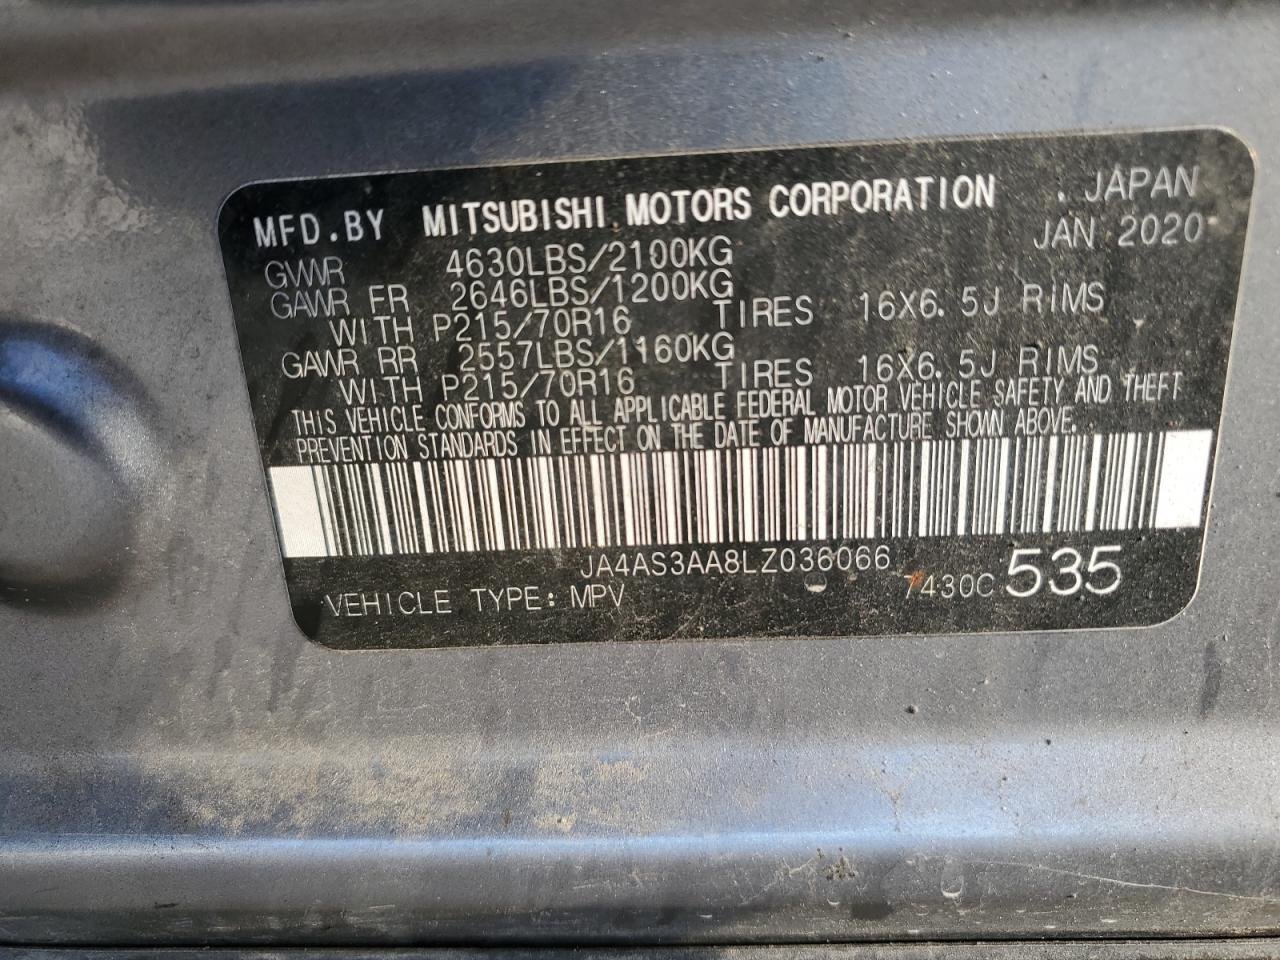 MFD.BY MITSUBISHI MOTORS CORPORATION . JAPAN
JAN 2020
GVWR 4630LBS/2100KG
GAWR FR 2646LBS/1200KG
WITH P215/70R16 TIRES 16X6.5J RIMS
GAWR RR 2557LBS/1160KG
WITH P215/70R16 TIRES 16X6.5J RIMS
THIS VEHICLE CONFORMS TO ALL APPLICABLE FEDERAL MOTOR VEHICLE SAFETY AND THEFT
PREVENTION STANDARDS IN EFFECT ON THE DATE OF MANUFACTURE SHOWN ABOVE.
JA4AS3AA8LZ036066
VEHICLE TYPE: MPV 7430C 535